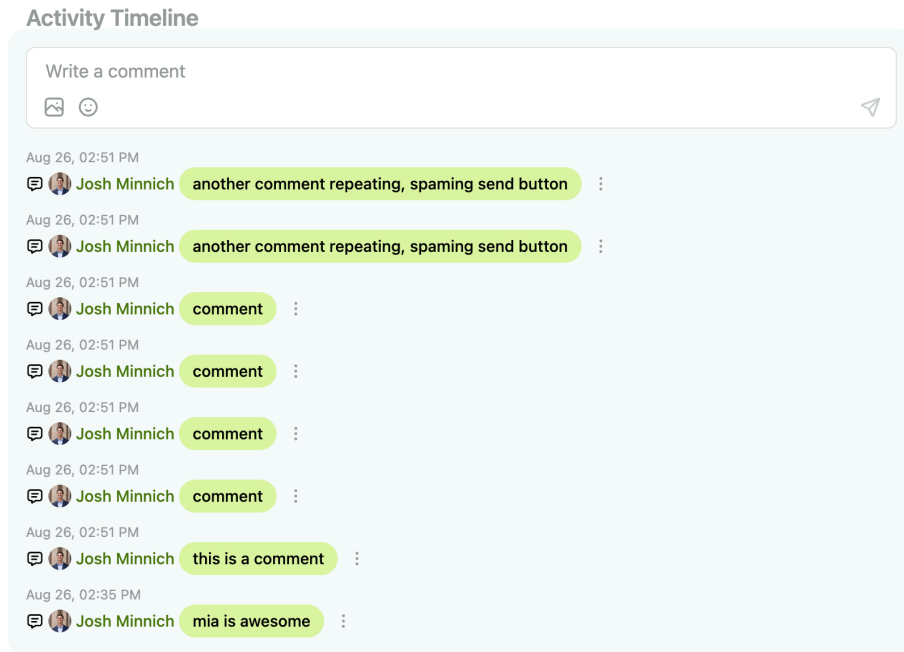 Activity Timeline
Write a comment
Aug 26, 02:51 PM
Josh Minnich another comment repeating, spaming send button
Aug 26, 02:51 PM
Josh Minnich another comment repeating, spaming send button
Aug 26, 02:51 PM
Josh Minnich comment
Aug 26, 02:51 PM
Josh Minnich comment
Aug 26, 02:51 PM
Josh Minnich comment
Aug 26, 02:51 PM
Josh Minnich comment
Aug 26, 02:51 PM
Josh Minnich this is a comment
Aug 26, 02:35 PM
Josh Minnich mia is awesome